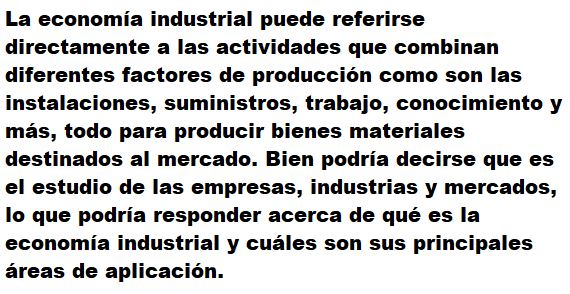 La economía industrial puede referirse
directamente a las actividades que combinan
diferentes factores de producción como son las
instalaciones, suministros, trabajo, conocimiento y
más, todo para producir bienes materiales
destinados al mercado. Bien podría decirse que es
el estudio de las empresas, industrias y mercados,
lo que podría responder acerca de qué es la
economía industrial y cuáles son sus principales
áreas de aplicación.